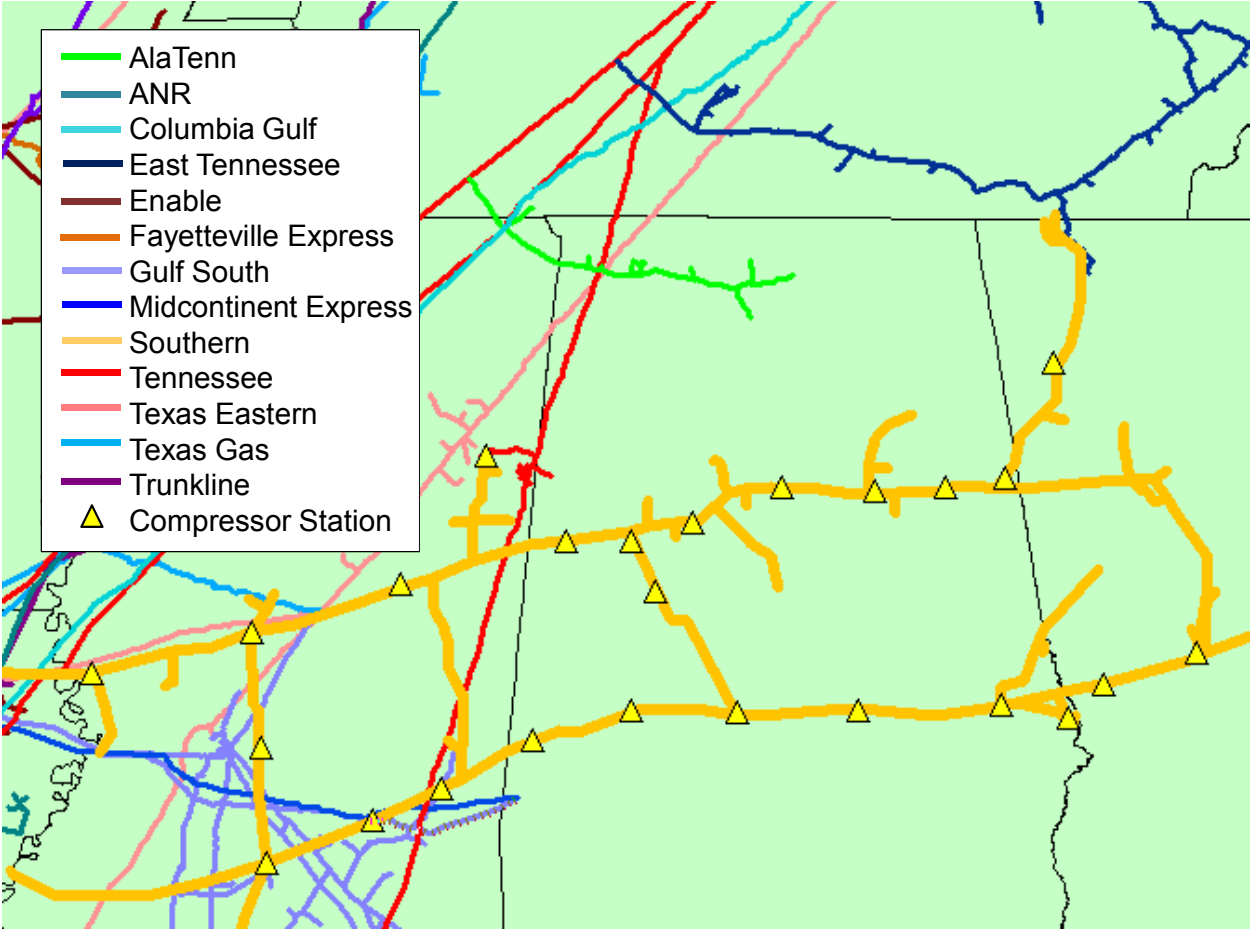 AlaTenn
ANR
Columbia Gulf
East Tennessee
Enable
Fayetteville Express
Gulf South
Midcontinent Express
Southern
Tennessee
Texas Eastern
Texas Gas
Trunkline
Compressor Station